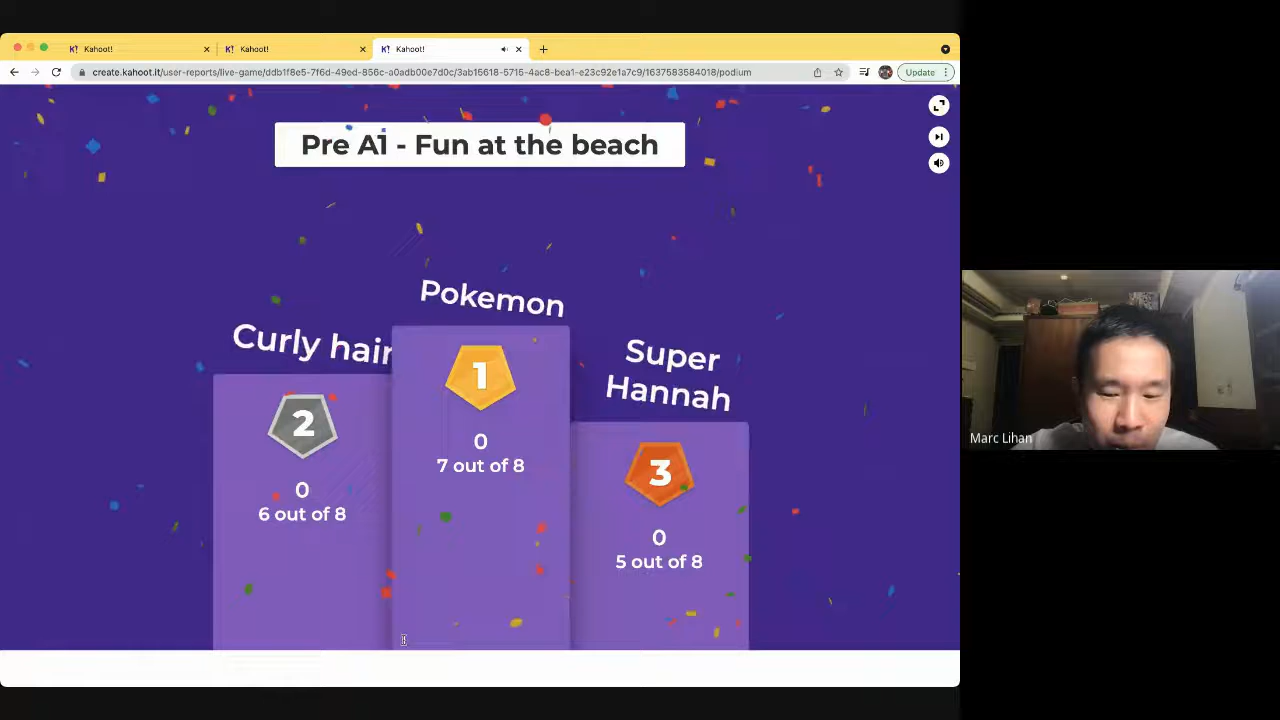 Kahoot!
Kahoot!
Kahoot!
create.kahoot.it/user-reports/live-game/ddb1f8e5-7f6d-49ed-856c-a0adb00e7d0c/3ab15618-5715-4ac8-bea1-e23c92e1a7c9/1637583584018/podium
Update
Pre A1 - Fun at the beach
Pokemon
1
0
7 out of 8
Curly hair
2
0
6 out of 8
Super
Hannah
3
0
5 out of 8
Marc Lihan